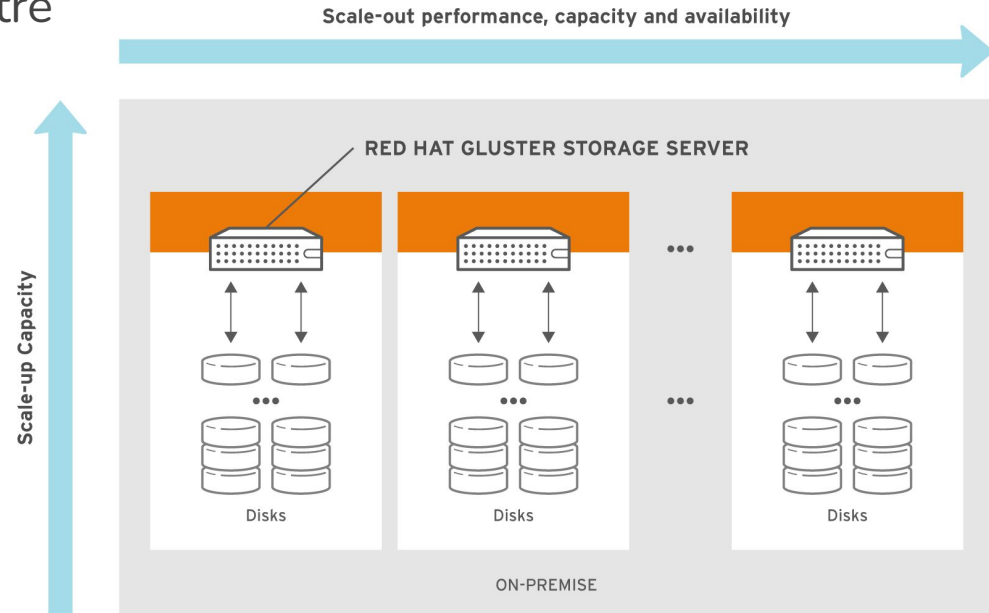 Scale-out performance, capacity and availability
RED HAT GLUSTER STORAGE SERVER
Scale-up Capacity
Disks
Disks
Disks
ON-PREMISE